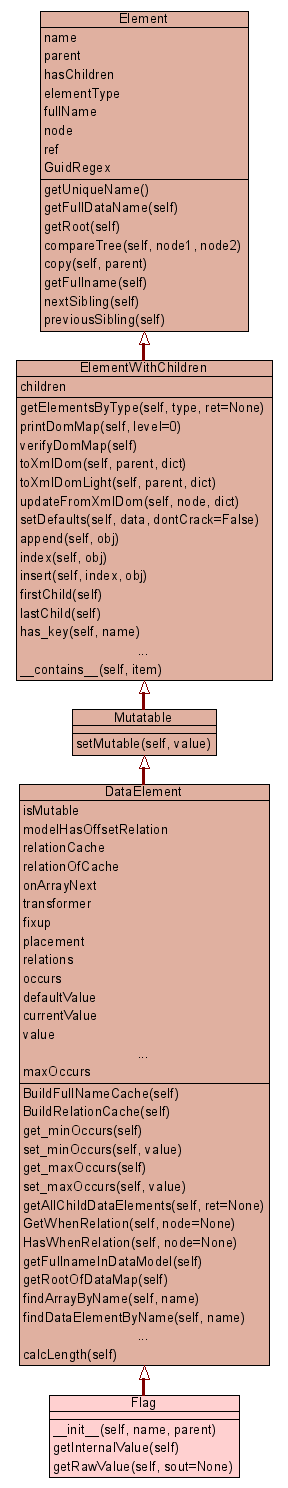 Element
name
parent
hasChildren
elementType
fullName
node
ref
GuidRegex
getUniqueName()
getFullDataName(self)
getRoot(self)
compareTree(self, node1, node2)
copy(self, parent)
getFullname(self)
nextSibling(self)
previousSibling(self)
ElementWithChildren
children
getElementsByType(self, type, ret=None)
printDomMap(self, level=0)
verifyDomMap(self)
toXmlDom(self, parent, dict)
toXmlDomLight(self, parent, dict)
updateFromXmlDom(self, node, dict)
setDefaults(self, data, dontCrack=False)
append(self, obj)
index(self, obj)
insert(self, index, obj)
firstChild(self)
lastChild(self)
has_key(self, name)
...
__contains__(self, item)
Mutatable
setMutable(self, value)
DataElement
isMutable
modelHasOffsetRelation
relationCache
relationOfCache
onArrayNext
transformer
fixup
placement
relations
occurs
defaultValue
currentValue
value
...
maxOccurs
BuildFullNameCache(self)
BuildRelationCache(self)
get_minOccurs(self)
set_minOccurs(self, value)
get_maxOccurs(self)
set_maxOccurs(self, value)
getAllChildDataElements(self, ret=None)
GetWhenRelation(self, node=None)
HasWhenRelation(self, node=None)
getFullnameInDataModel(self)
getRootOfDataMap(self)
findArrayByName(self, name)
findDataElementByName(self, name)
...
calcLength(self)
Flag
__init__(self, name, parent)
getInternalValue(self)
getRawValue(self, sout=None)